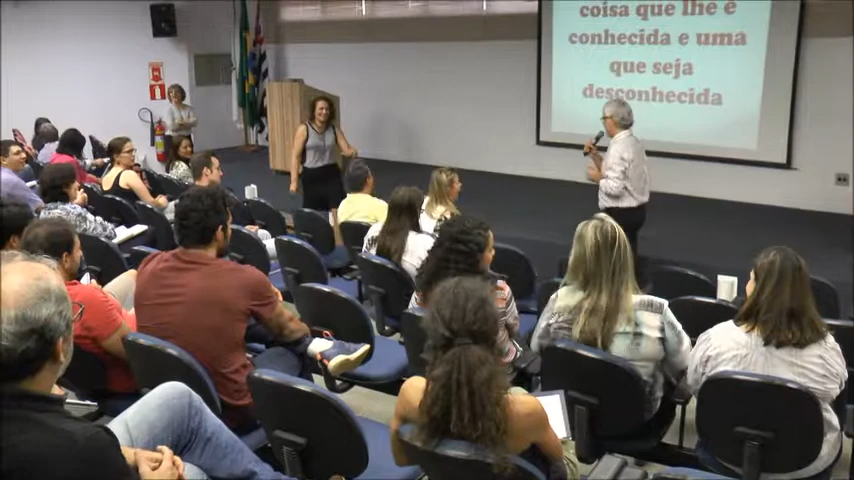 coisa que lhe é
conhecida e uma
que seja
desconhecida